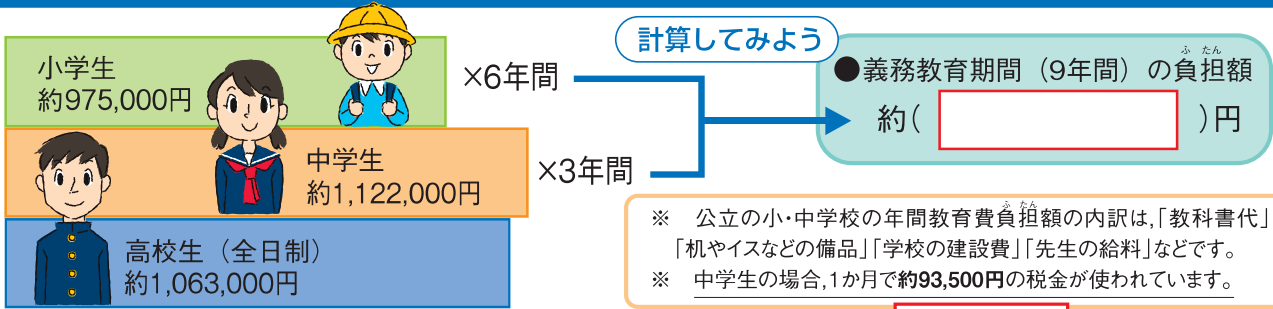 計算してみよう
小学生
約975,000円
×6年間
中学生
約1,122,000円
×3年間
高校生（全日制）
約1,063,000円
●義務教育期間（9年間）の負担額
ふ たん
約（　）円
※　公立の小・中学校の年間教育費負担額の内訳は,「教科書代」
ふ たん
「机やイスなどの備品」「学校の建設費」「先生の給料」などです。
※　中学生の場合,1か月で約93,500円の税金が使われています。